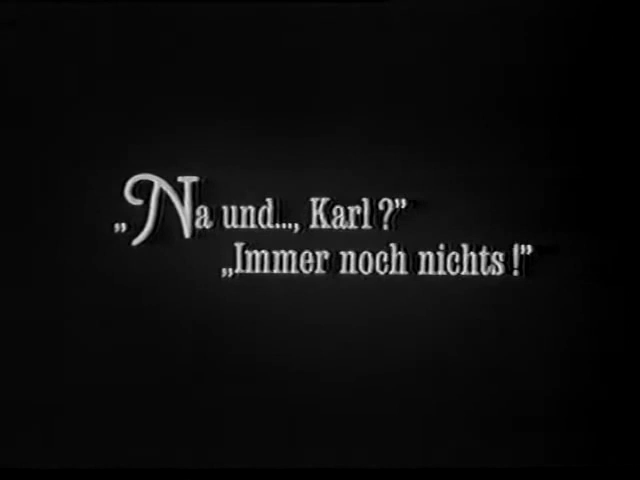 „Na und..., Karl?”
„Immer noch nichts!”